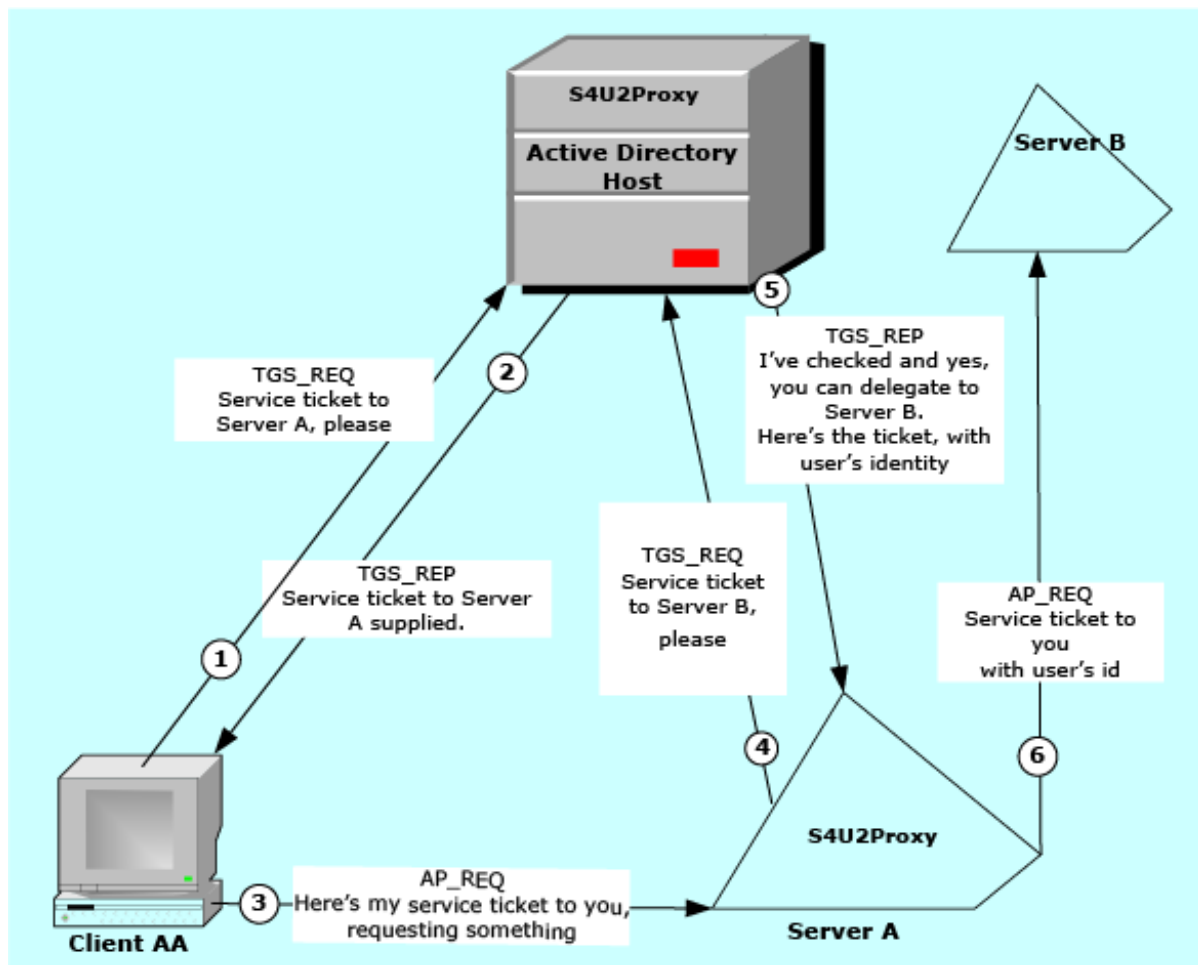 S4U2Proxy
Active Directory
Host
Server B
5
TGS_REP
I've checked and yes,
you can delegate to
Server B.
Here's the ticket, with
user's identity
2
TGS_REQ
Service ticket to
Server A, please
TGS_REQ
Service ticket
to Server B,
please
TGS_REP
Service ticket to Server
A supplied.
AP_REQ
Service ticket to
you
with user's id
1
4
6
S4U2Proxy
AP_REQ
Here's my service ticket to you,
requesting something
3
Client AA
Server A